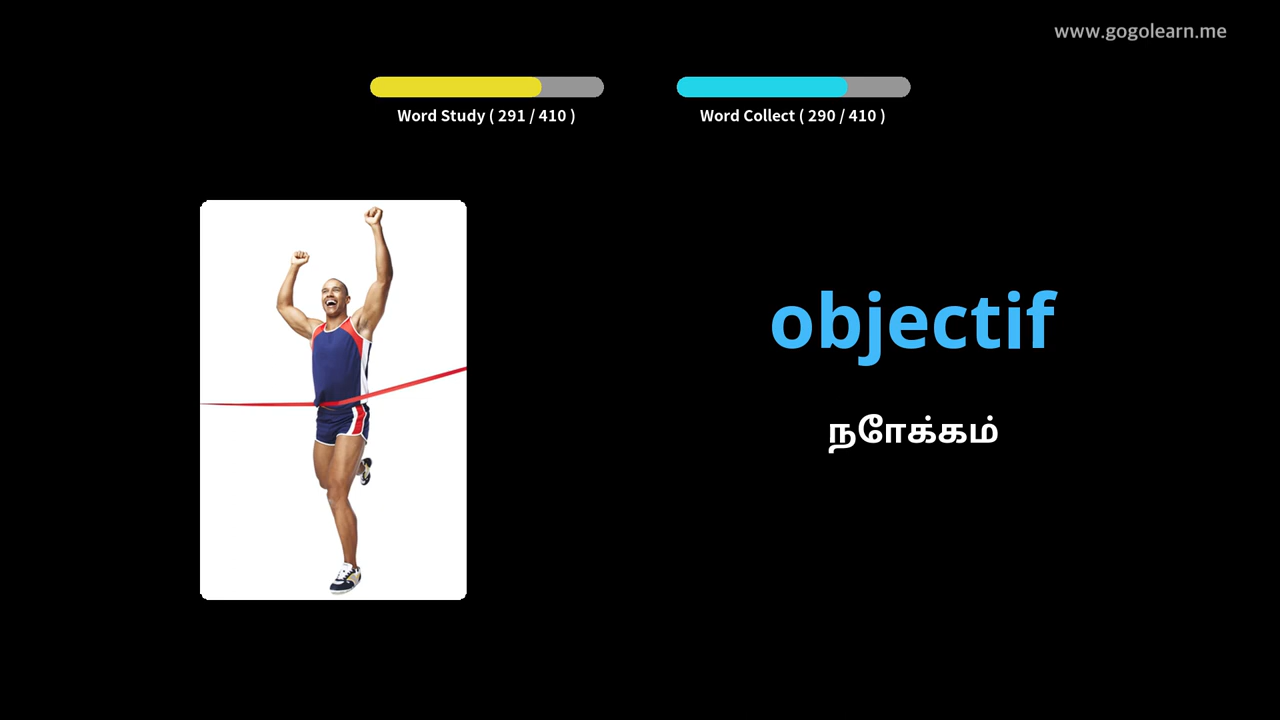 www.gogolearn.me
Word Study ( 291 / 410 )
Word Collect ( 290 / 410 )
objectif
நோக்கம்